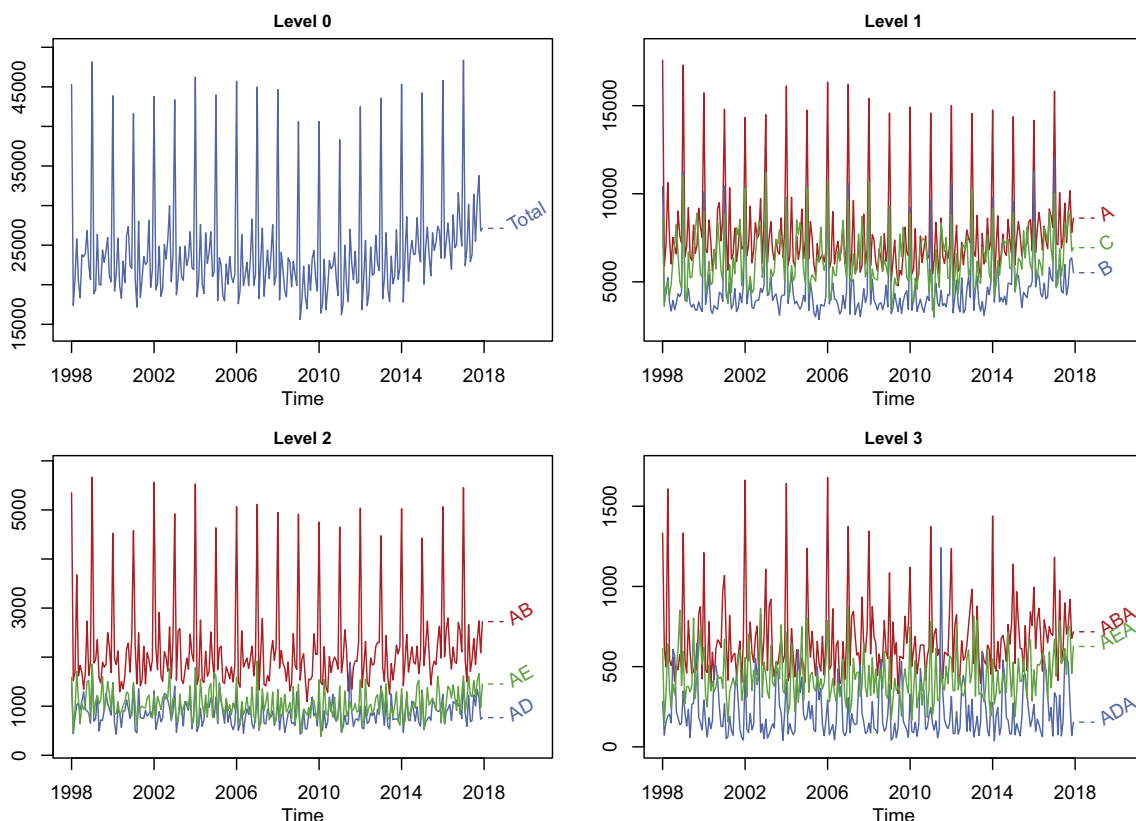 Level 0
45000
35000
25000
15000
Total
1998 2002 2006 2010 2014 2018
Time
Level 1
15000
10000
5000
A
C
B
1998 2002 2006 2010 2014 2018
Time
Level 2
5000
3000
1000
0
AB
AE
AD
1998 2002 2006 2010 2014 2018
Time
Level 3
1500
1000
500
0
ABA
AEA
ADA
1998 2002 2006 2010 2014 2018
Time